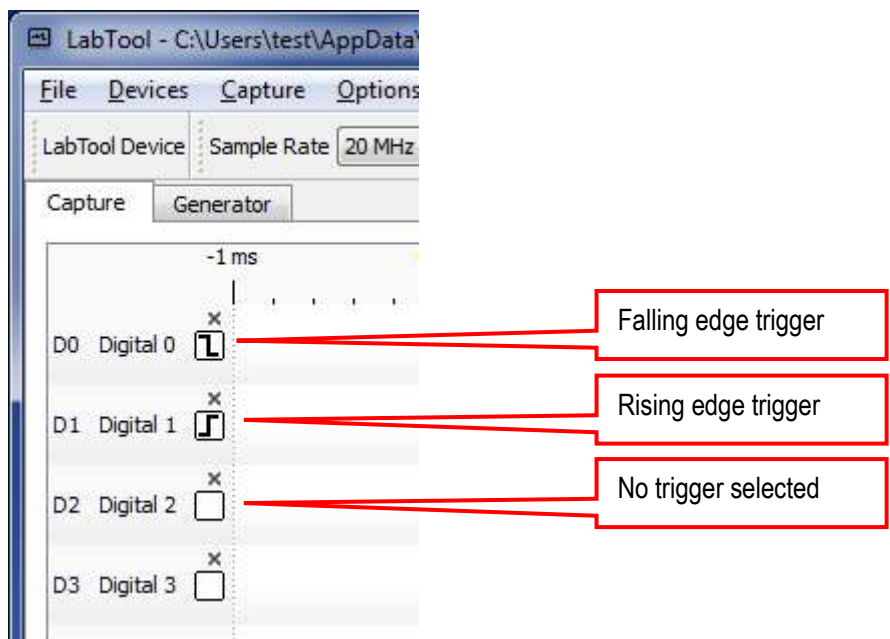 LabTool - C:\Users\test\AppData\
File Devices Capture Options
LabTool Device Sample Rate 20 MHz
Capture Generator
-1 ms
D0 Digital 0
Falling edge trigger
D1 Digital 1
Rising edge trigger
D2 Digital 2
No trigger selected
D3 Digital 3